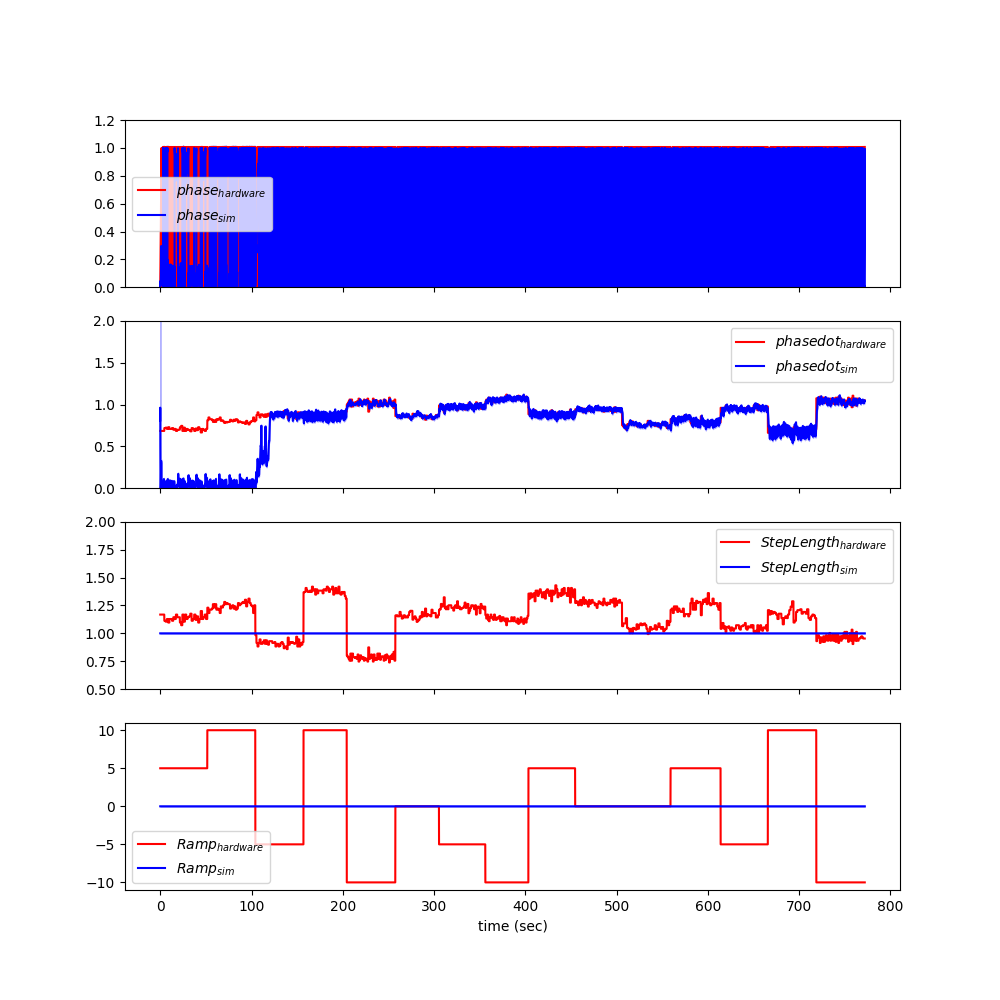 1.2
1.0
0.8
0.6
0.4
0.2
0.0
phase_hardware
phase_sim
2.0
1.5
1.0
0.5
0.0
phasedot_hardware
phasedot_sim
2.00
1.75
1.50
1.25
1.00
0.75
0.50
StepLength_hardware
StepLength_sim
10
5
0
−5
−10
Ramp_hardware
Ramp_sim
0 100 200 300 400 500 600 700 800
time (sec)